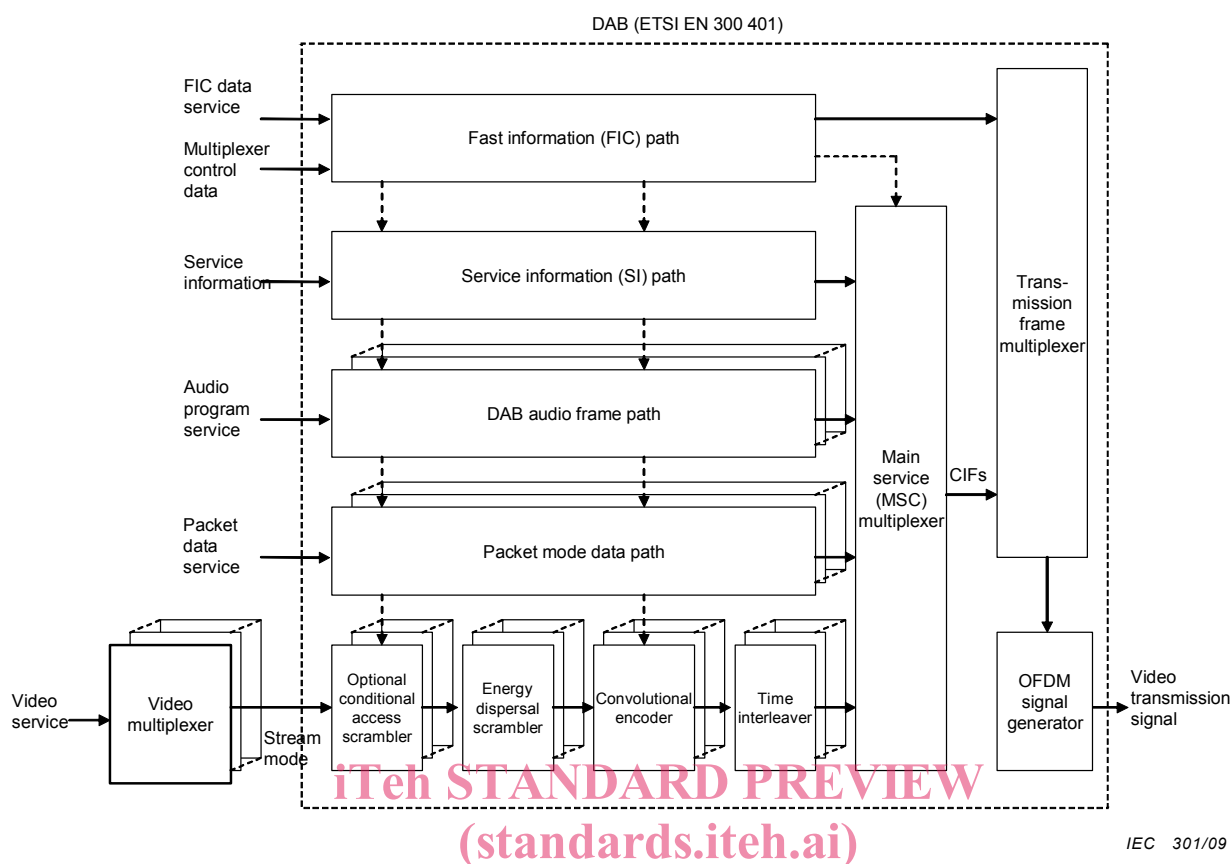 DAB (ETSI EN 300 401)
FIC data
service
Multiplexer
control
data
Fast information (FIC) path
Service
information
Service information (SI) path
Audio
program
service
DAB audio frame path
Packet
data
service
Packet mode data path
Main
service
(MSC)
multiplexer
CIFs
Trans-
mission
frame
multiplexer
Video
service
Video
multiplexer
Stream
mode
Optional
conditional
access
scrambler
Energy
dispersal
scrambler
Convolutional
encoder
Time
interleaver
OFDM
signal
generator
Video
transmission
signal
iTeh STANDARD PREVIEW
(standards.iteh.ai)
IEC 301/09